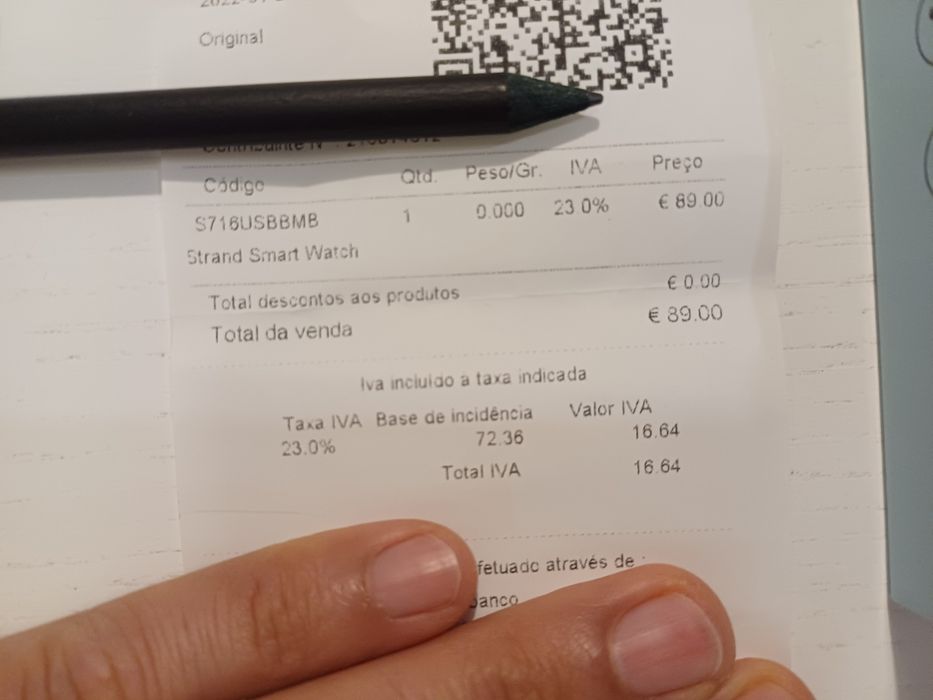 Original
Código Qtd. Peso/Gr. IVA Preço
S716USBBMB 1 0.000 23.0% € 89.00
Strand Smart Watch
Total descontos aos produtos € 0.00
Total da venda € 89.00
Iva incluido a taxa indicada
Taxa IVA Base de incidência Valor IVA
23.0% 72.36 16.64
Total IVA 16.64
fetuado através de :
banco